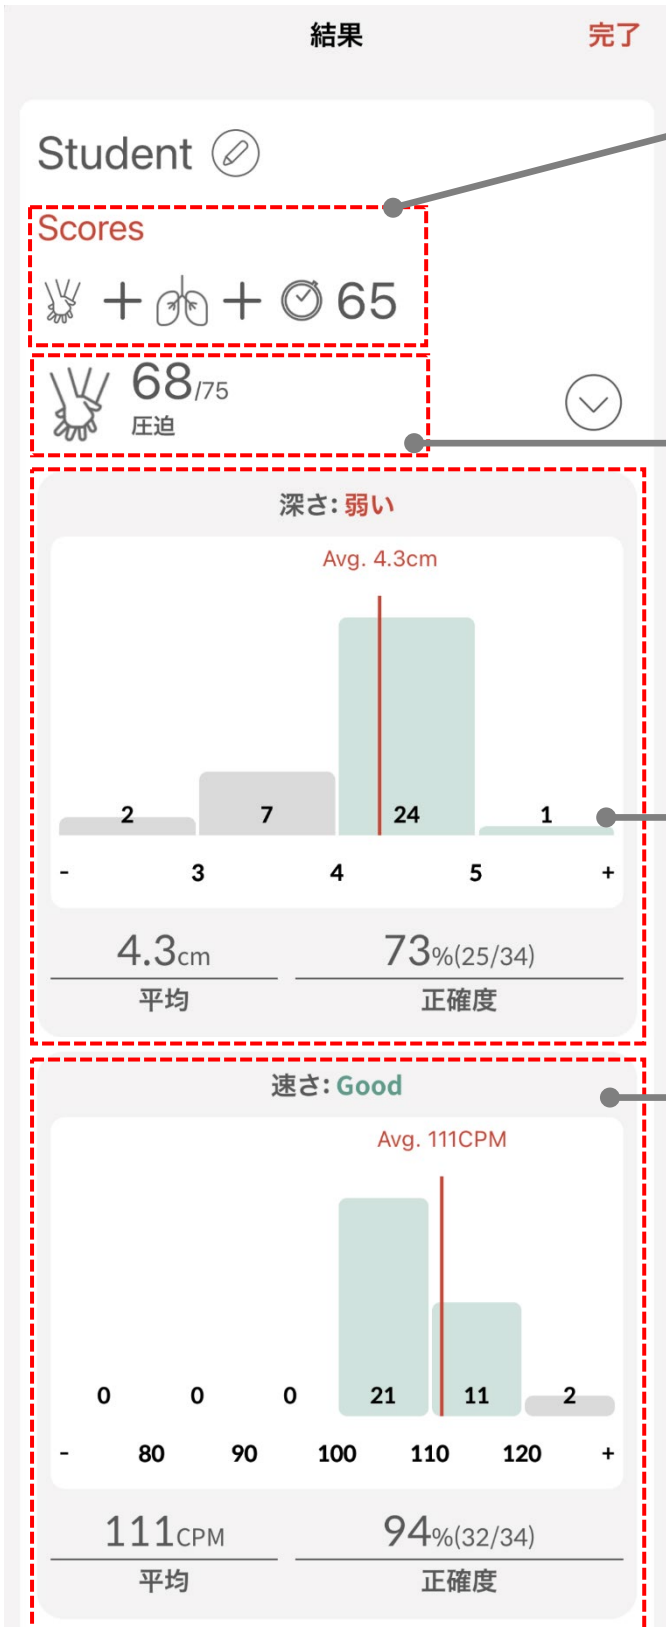 結果 完了
Student
Scores
+ + 65
68/75
圧迫
深さ: 弱い
Avg. 4.3cm
2 7 24 1
- 3 4 5 +
4.3cm 73%(25/34)
平均 正確度
速さ: Good
Avg. 111CPM
0 0 0 21 11 2
- 80 90 100 110 120 +
111CPM 94%(32/34)
平均 正確度